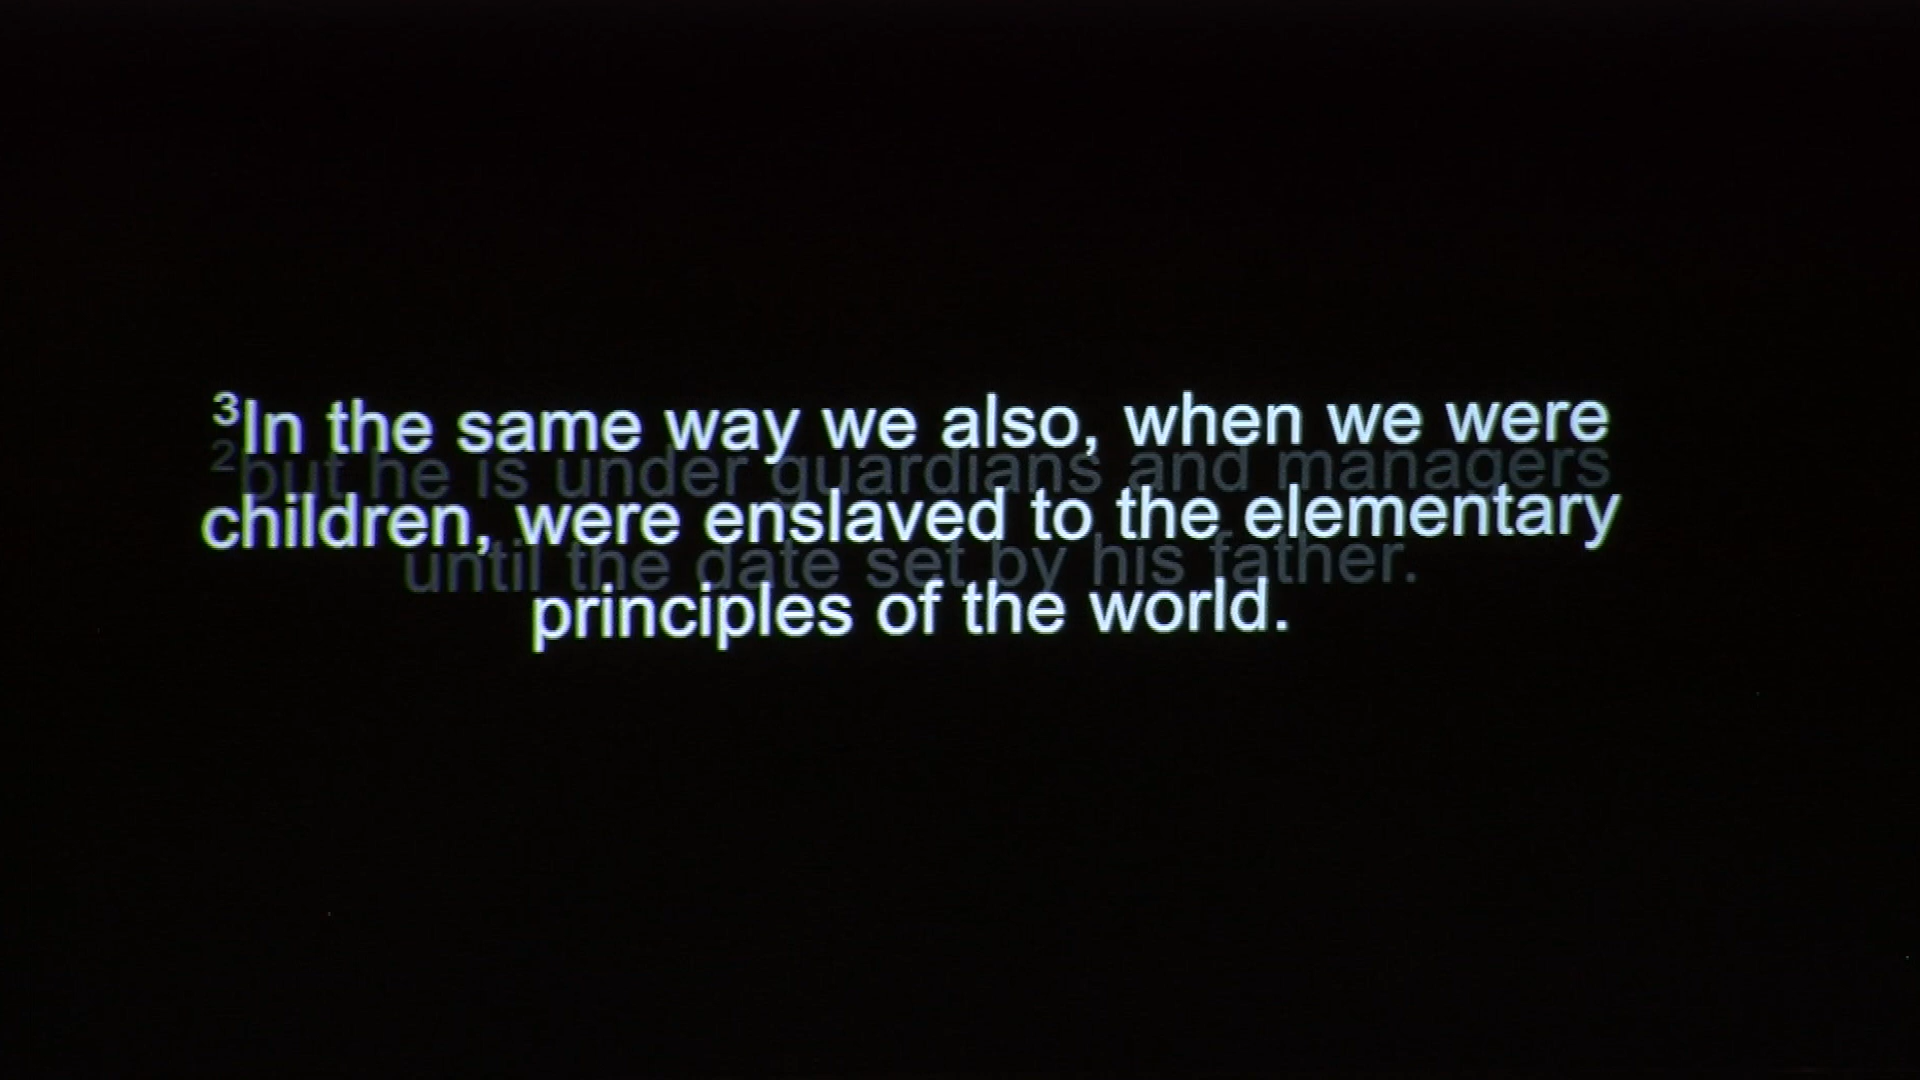 ³In the same way we also, when we were
²but he is under guardians and managers
children, were enslaved to the elementary
until the date set by his father.
principles of the world.